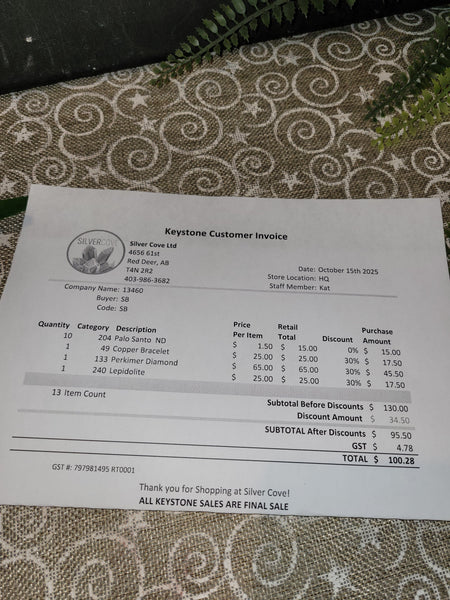 Keystone Customer Invoice
SILVERCOVE
Silver Cove Ltd
4656 61st
Red Deer, AB
T4N 2R2
403-986-3682
Date: October 15th 2025
Store Location: HQ
Staff Member: Kat
Company Name: 13460
Buyer: SB
Code: SB
Quantity Category Description Price Per Item Retail Total Discount Purchase Amount
10 204 Palo Santo ND $ 1.50 $ 15.00 0% $ 15.00
1 49 Copper Bracelet $ 25.00 $ 25.00 30% $ 17.50
1 133 Perkimer Diamond $ 65.00 $ 65.00 30% $ 45.50
1 240 Lepidolite $ 25.00 $ 25.00 30% $ 17.50
13 Item Count
Subtotal Before Discounts $ 130.00
Discount Amount $ 34.50
SUBTOTAL After Discounts $ 95.50
GST $ 4.78
TOTAL $ 100.28
GST #: 797981495 RT0001
Thank you for Shopping at Silver Cove!
ALL KEYSTONE SALES ARE FINAL SALE